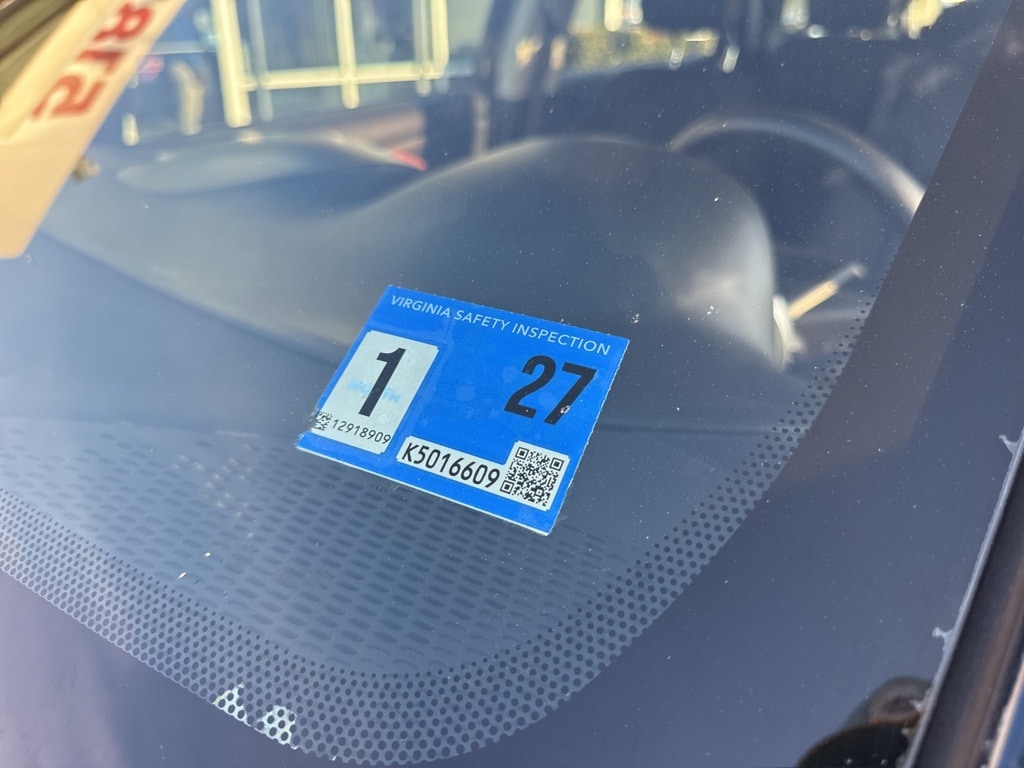 VIRGINIA SAFETY INSPECTION
1
27
12918909
K5016609